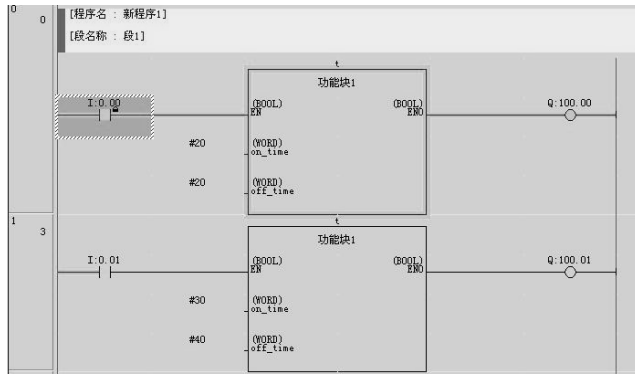 0
0
[程序名 : 新程序1]
[段名称 : 段1]
t
功能块1
I:0.00
(BOOL)
EN
(BOOL)
ENO
Q:100.00
#20
(WORD)
on_time
#20
(WORD)
off_time
1
3
t
功能块1
I:0.01
(BOOL)
EN
(BOOL)
ENO
Q:100.01
#30
(WORD)
on_time
#40
(WORD)
off_time